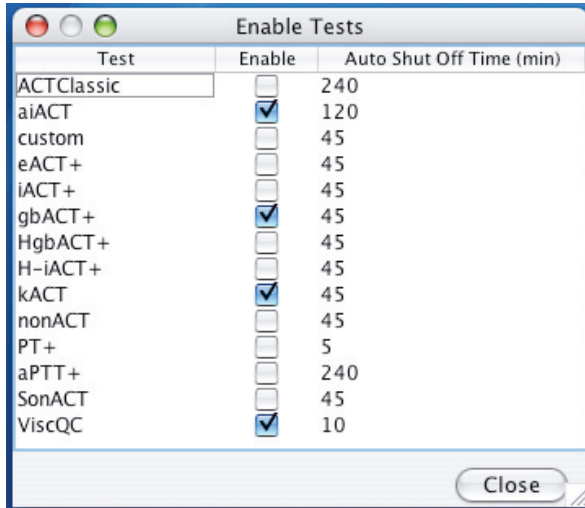 Enable Tests
Test Enable Auto Shut Off Time (min)
ACTClassic 240
aiACT 120
custom 45
eACT+ 45
iACT+ 45
gbACT+ 45
HgbACT+ 45
H-iACT+ 45
kACT 45
nonACT 45
PT+ 5
aPTT+ 240
SonACT 45
ViscQC 10
Close